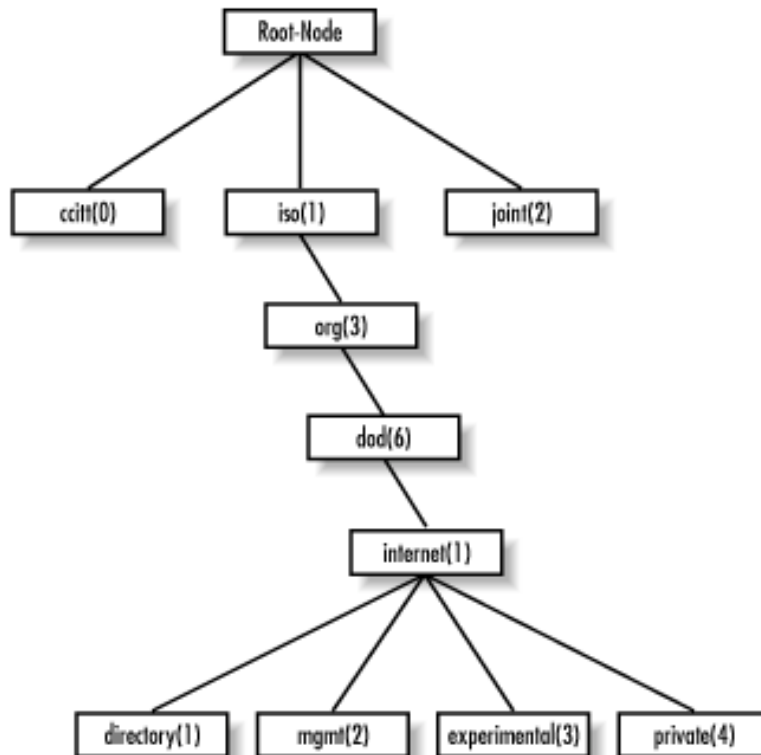 Root-Node
ccitt(0)
iso(1)
joint(2)
org(3)
dod(6)
internet(1)
directory(1)
mgmt(2)
experimental(3)
private(4)